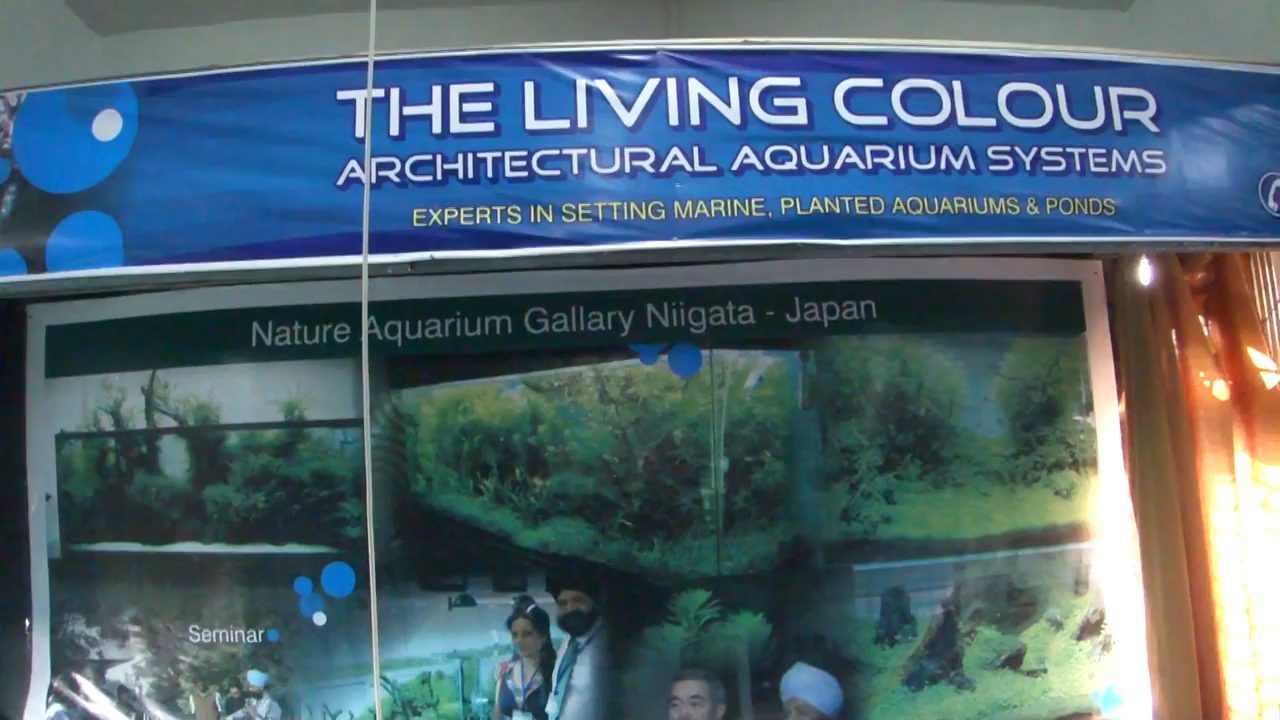 THE LIVING COLOUR
ARCHITECTURAL AQUARIUM SYSTEMS
EXPERTS IN SETTING MARINE, PLANTED AQUARIUMS & PONDS
Nature Aquarium Gallary Niigata - Japan
Seminar